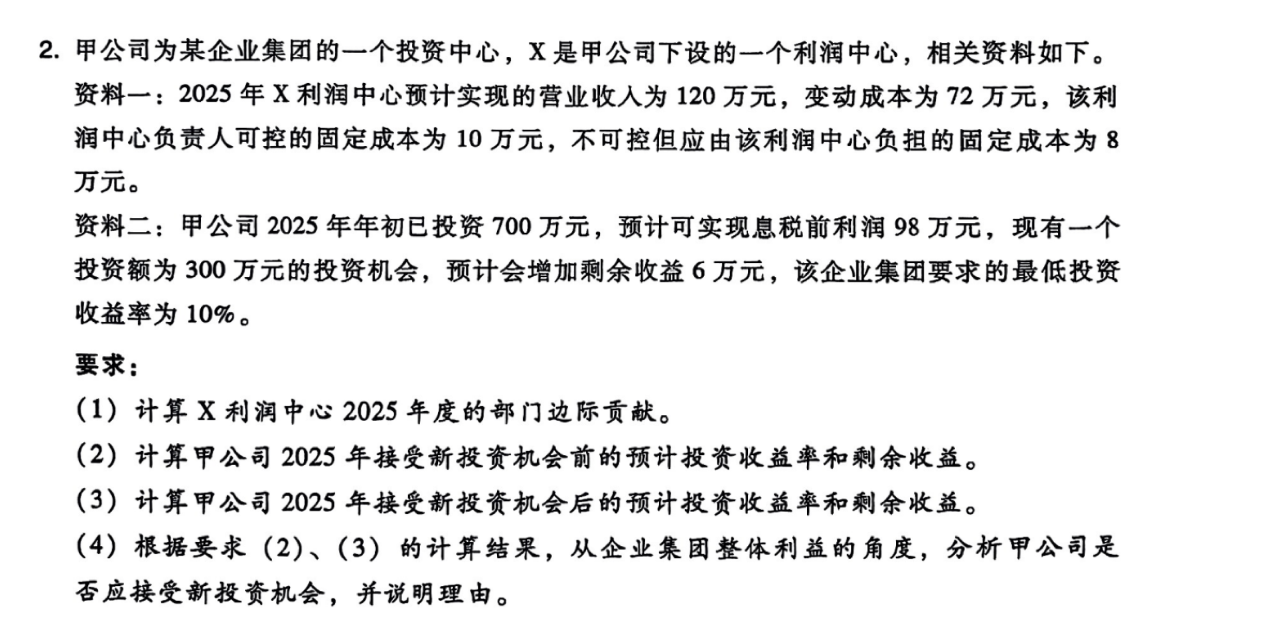 2. 甲公司为某企业集团的一个投资中心，X 是甲公司下设的一个利润中心，相关资料如下。
资料一：2025 年 X 利润中心预计实现的营业收入为 120 万元，变动成本为 72 万元，该利
润中心负责人可控的固定成本为 10 万元，不可控但应由该利润中心负担的固定成本为 8
万元。
资料二：甲公司 2025 年年初已投资 700 万元，预计可实现息税前利润 98 万元，现有一个
投资额为 300 万元的投资机会，预计会增加剩余收益 6 万元，该企业集团要求的最低投资
收益率为 10%。
要求：
（1）计算 X 利润中心 2025 年度的部门边际贡献。
（2）计算甲公司 2025 年接受新投资机会前的预计投资收益率和剩余收益。
（3）计算甲公司 2025 年接受新投资机会后的预计投资收益率和剩余收益。
（4）根据要求（2）、（3）的计算结果，从企业集团整体利益的角度，分析甲公司是
否应接受新投资机会，并说明理由。